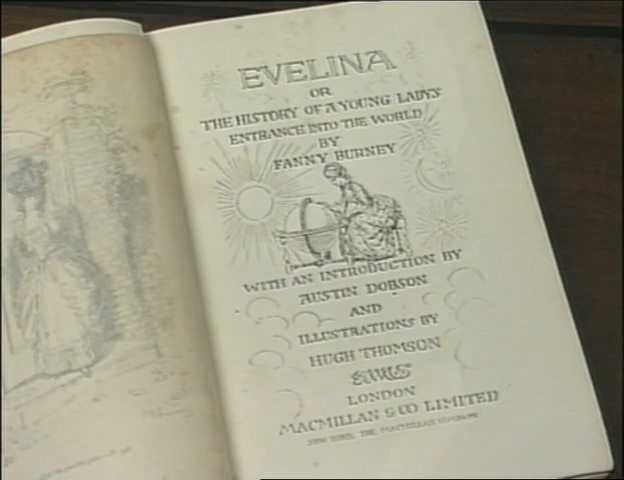 EVELINA
OR
THE HISTORY OF A YOUNG LADY'S
ENTRANCE INTO THE WORLD
BY
FANNY BURNEY
WITH AN INTRODUCTION BY
AUSTIN DOBSON
AND
ILLUSTRATIONS BY
HUGH THOMSON
LONDON
MACMILLAN & CO LIMITED
NEW YORK THE MACMILLAN COMPANY